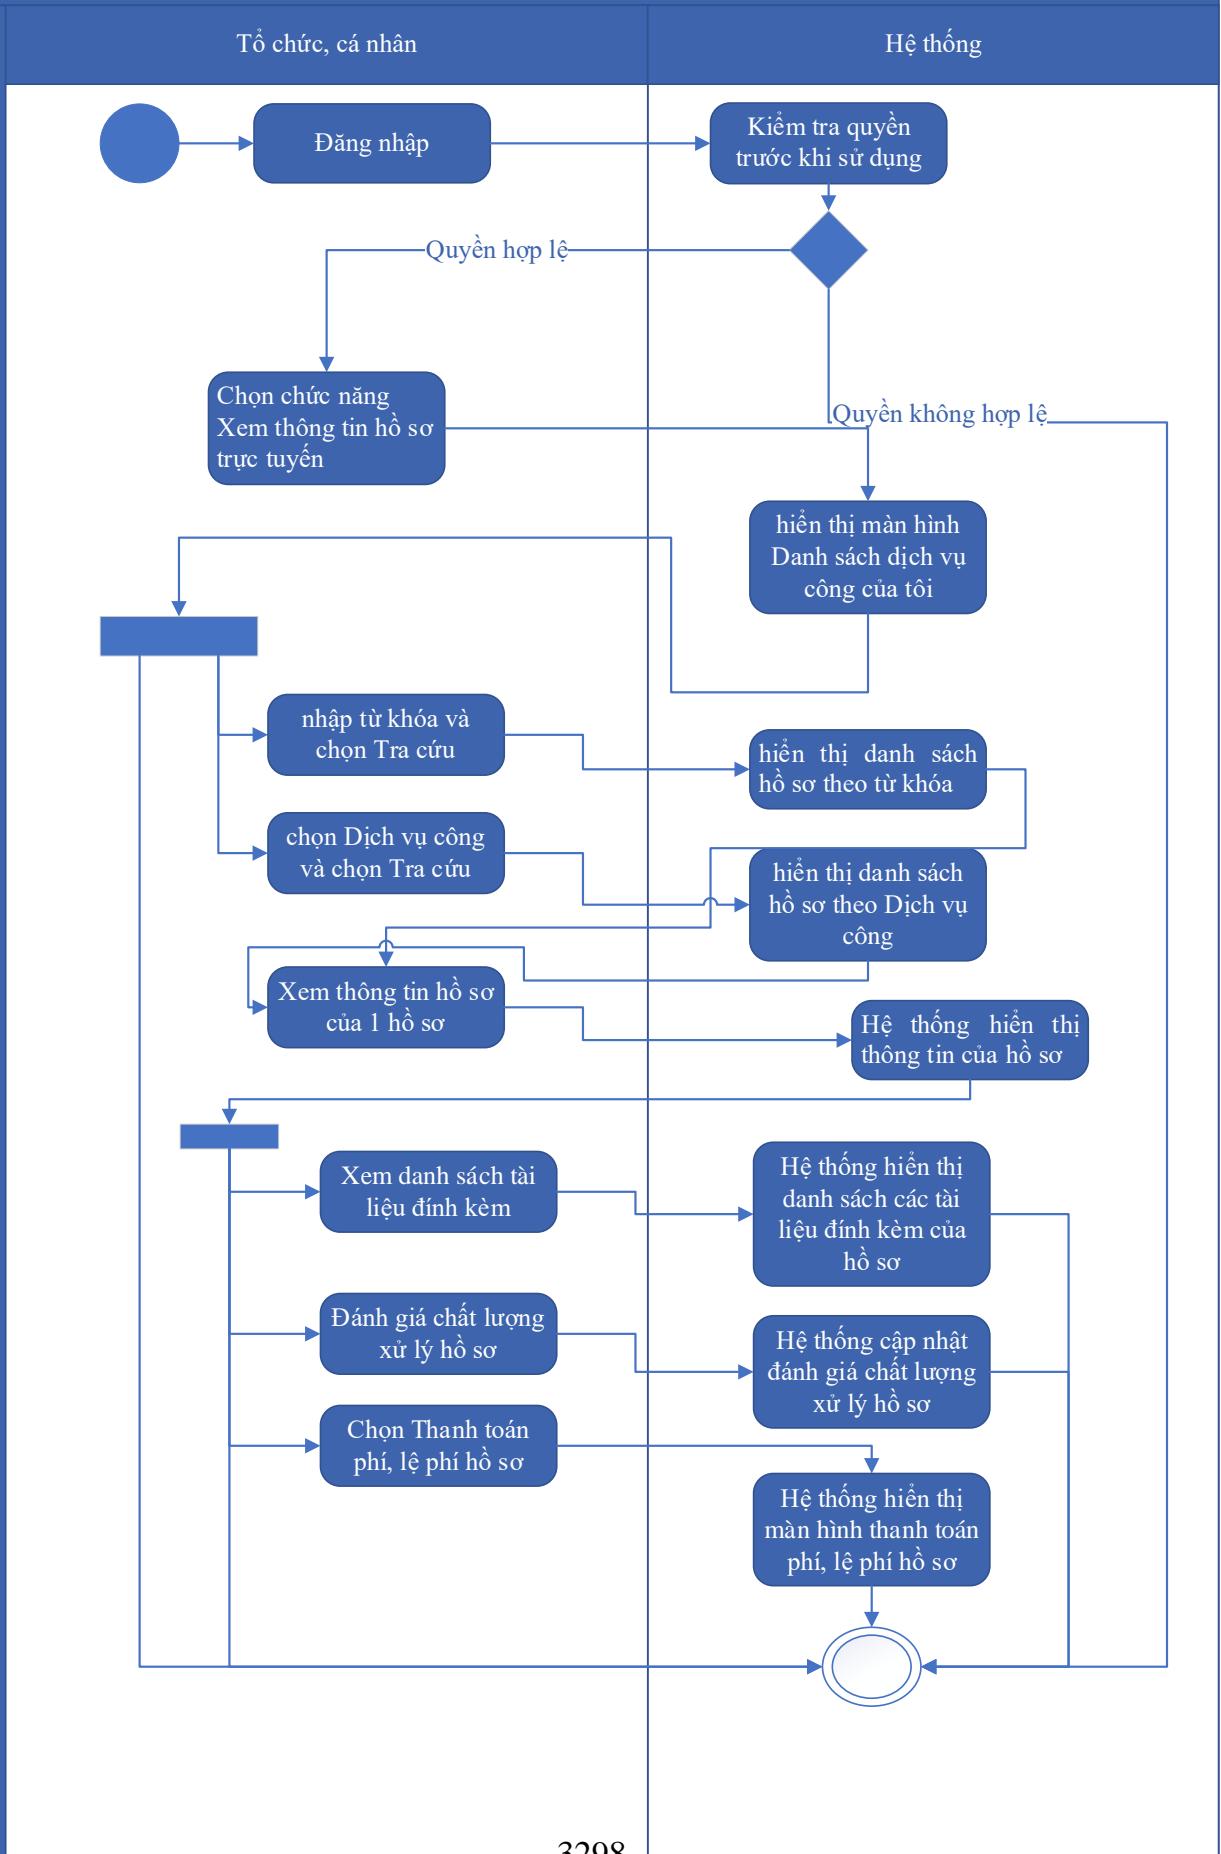 Tổ chức, cá nhân
Hệ thống
Đăng nhập
Kiểm tra quyền
trước khi sử dụng
Quyền hợp lệ
Chọn chức năng
Xem thông tin hồ sơ
trực tuyến
Quyền không hợp lệ
hiển thị màn hình
Danh sách dịch vụ
công của tôi
nhập từ khóa và
chọn Tra cứu
hiển thị danh sách
hồ sơ theo từ khóa
chọn Dịch vụ công
và chọn Tra cứu
hiển thị danh sách
hồ sơ theo Dịch vụ
công
Xem thông tin hồ sơ
của 1 hồ sơ
Hệ thống hiển thị
thông tin của hồ sơ
Xem danh sách tài
liệu đính kèm
Hệ thống hiển thị
danh sách các tài
liệu đính kèm của
hồ sơ
Đánh giá chất lượng
xử lý hồ sơ
Hệ thống cập nhật
đánh giá chất lượng
xử lý hồ sơ
Chọn Thanh toán
phí, lệ phí hồ sơ
Hệ thống hiển thị
màn hình thanh toán
phí, lệ phí hồ sơ
3298